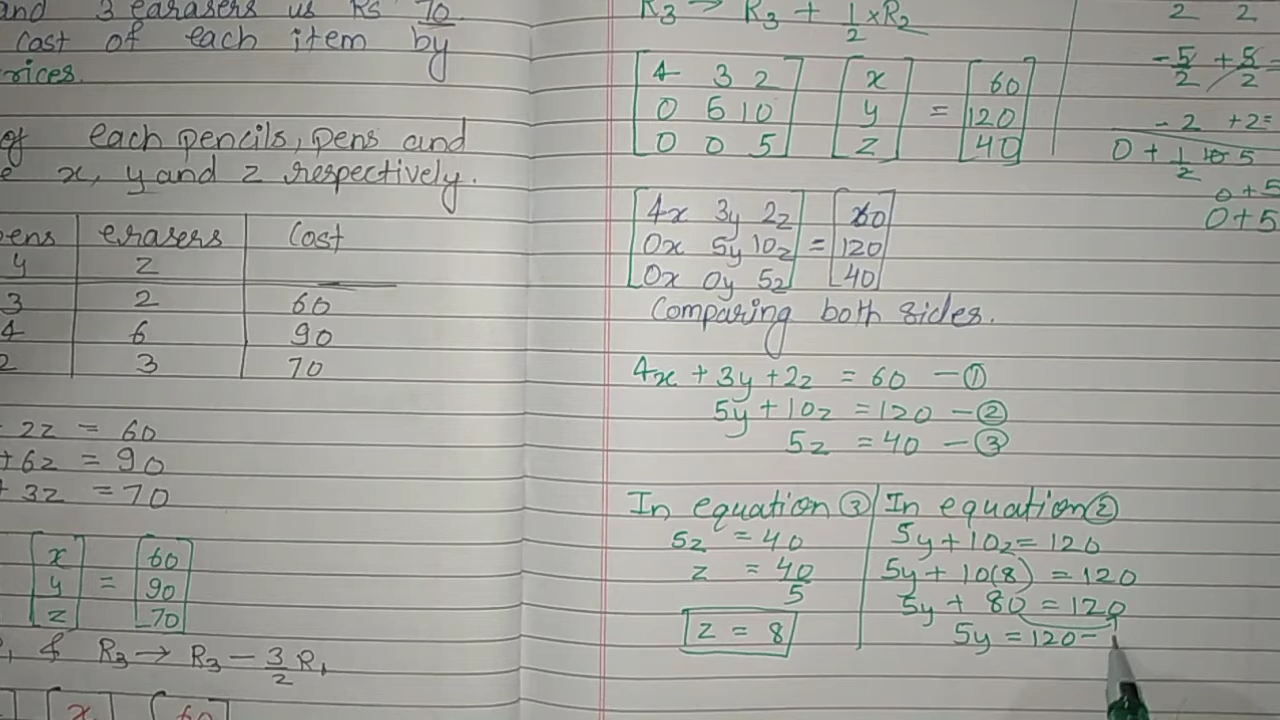 and 3 earasers is Rs 70
cost of each item by
rices.
of each pencils, pens and
e x, y and z respectively.
pens erasers Cost
y z
3 2 60
4 6 90
2 3 70
2z = 60
+6z = 90
+ 3z = 70
x 60
y = 90
z 70
, & R3 → R3 - 3/2 R1
x 60
R3 → R3 + 1/2 × R2
4 3 2 x 60
0 5 10 y = 120
0 0 5 z 40
4x 3y 2z 60
0x 5y 10z = 120
0x 0y 5z 40
Comparing both sides.
4x + 3y + 2z = 60 — ①
5y + 10z = 120 — ②
5z = 40 — ③
In equation ③
5z = 40
z = 40/5
z = 8
In equation ②
5y + 10z = 120
5y + 10(8) = 120
5y + 80 = 120
5y = 120 -
2 2
-5/2 + 5/2
- 2 + 2 =
0 + 1/2 5
0 + 5
0 + 5